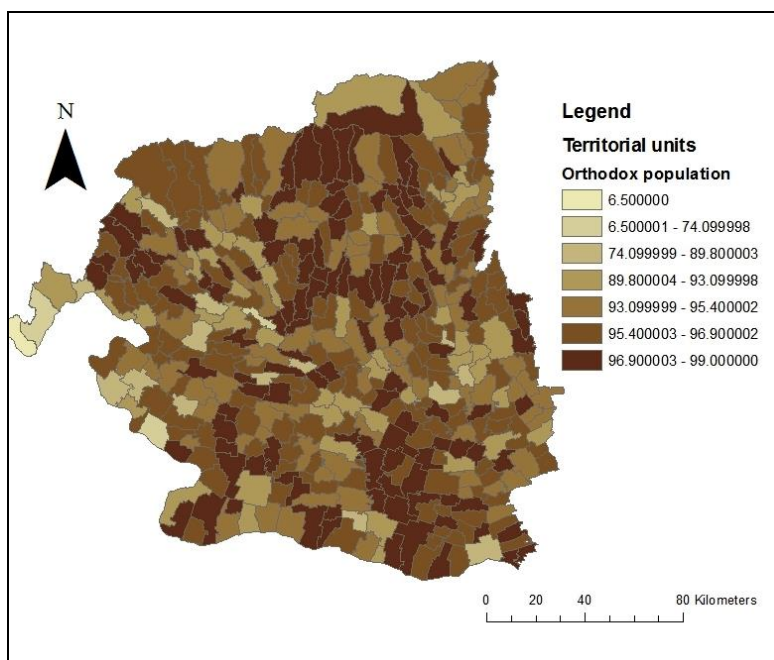 N
Legend
Territorial units
Orthodox population
6.500000
6.500001 - 74.099998
74.099999 - 89.800003
89.800004 - 93.099998
93.099999 - 95.400002
95.400003 - 96.900002
96.900003 - 99.000000
0 20 40 80 Kilometers